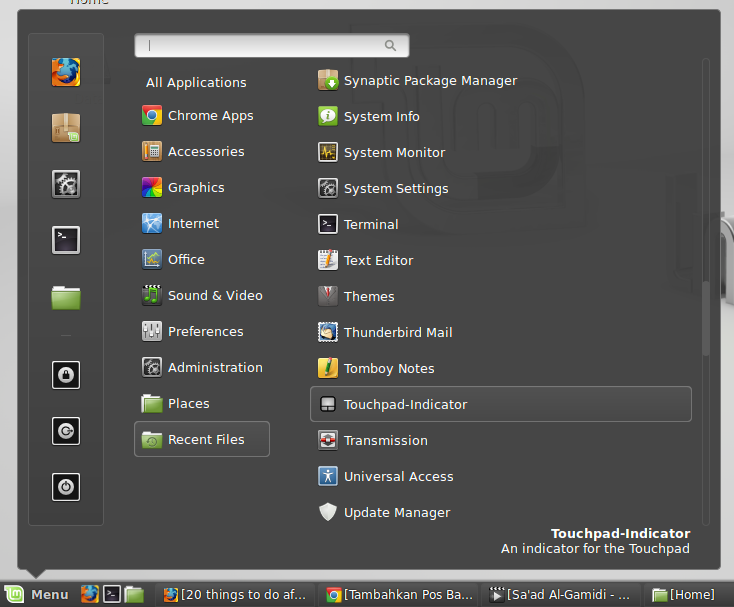 Home
All Applications
Chrome Apps
Accessories
Graphics
Internet
Office
Sound & Video
Preferences
Administration
Places
Recent Files
Synaptic Package Manager
System Info
System Monitor
System Settings
Terminal
Text Editor
Themes
Thunderbird Mail
Tomboy Notes
Touchpad-Indicator
Transmission
Universal Access
Update Manager
Touchpad-Indicator
An indicator for the Touchpad
Menu
[20 things to do af...
[Tambahkan Pos Ba...
[Sa'ad Al-Gamidi - ...
[Home]